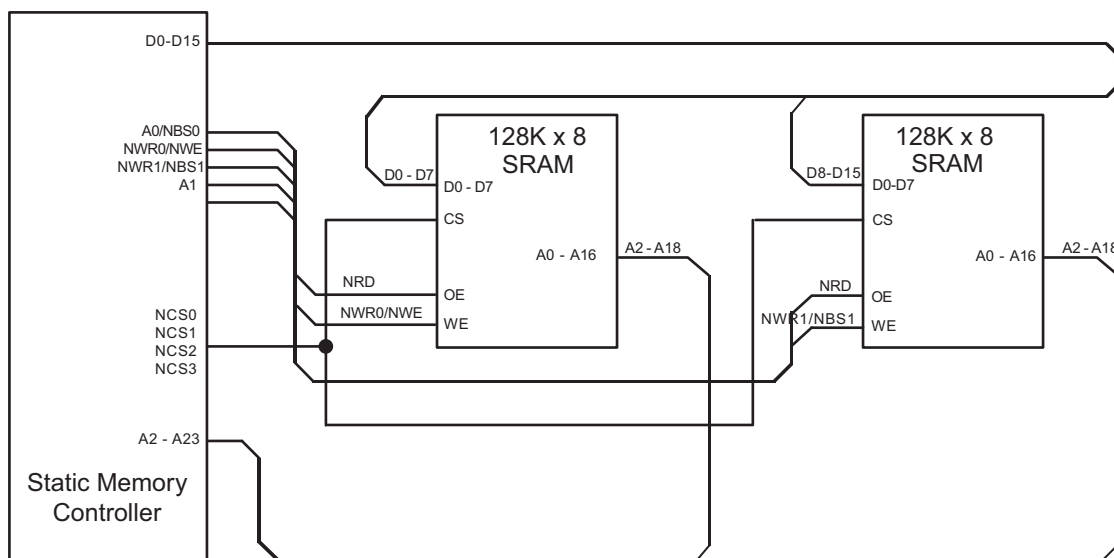 D0-D15
A0/NBS0
NWR0/NWE
NWR1/NBS1
A1
NCS0
NCS1
NCS2
NCS3
A2 - A23
Static Memory
Controller
128K x 8
SRAM
D0 - D7
D0 - D7
CS
A0 - A16
A2 - A18
NRD
OE
NWR0/NWE
WE
128K x 8
SRAM
D8-D15
D0-D7
CS
A0 - A16
A2 - A18
NRD
OE
NWR1/NBS1
WE